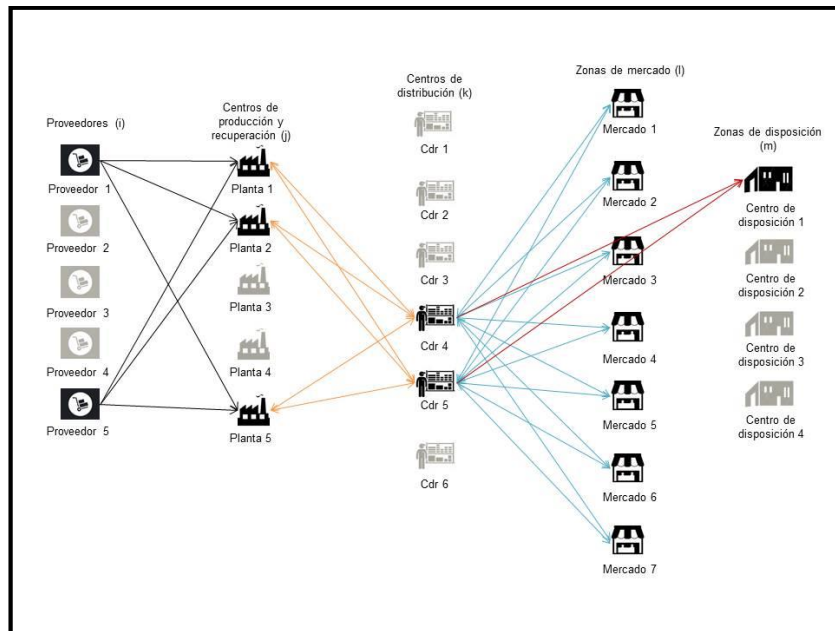 Proveedores (i)
Proveedor 1
Proveedor 2
Proveedor 3
Proveedor 4
Proveedor 5
Centros de
producción y
recuperación (j)
Planta 1
Planta 2
Planta 3
Planta 4
Planta 5
Centros de
distribución (k)
Cdr 1
Cdr 2
Cdr 3
Cdr 4
Cdr 5
Cdr 6
Zonas de mercado (l)
Mercado 1
Mercado 2
Mercado 3
Mercado 4
Mercado 5
Mercado 6
Mercado 7
Zonas de disposición
(m)
Centro de
disposición 1
Centro de
disposición 2
Centro de
disposición 3
Centro de
disposición 4